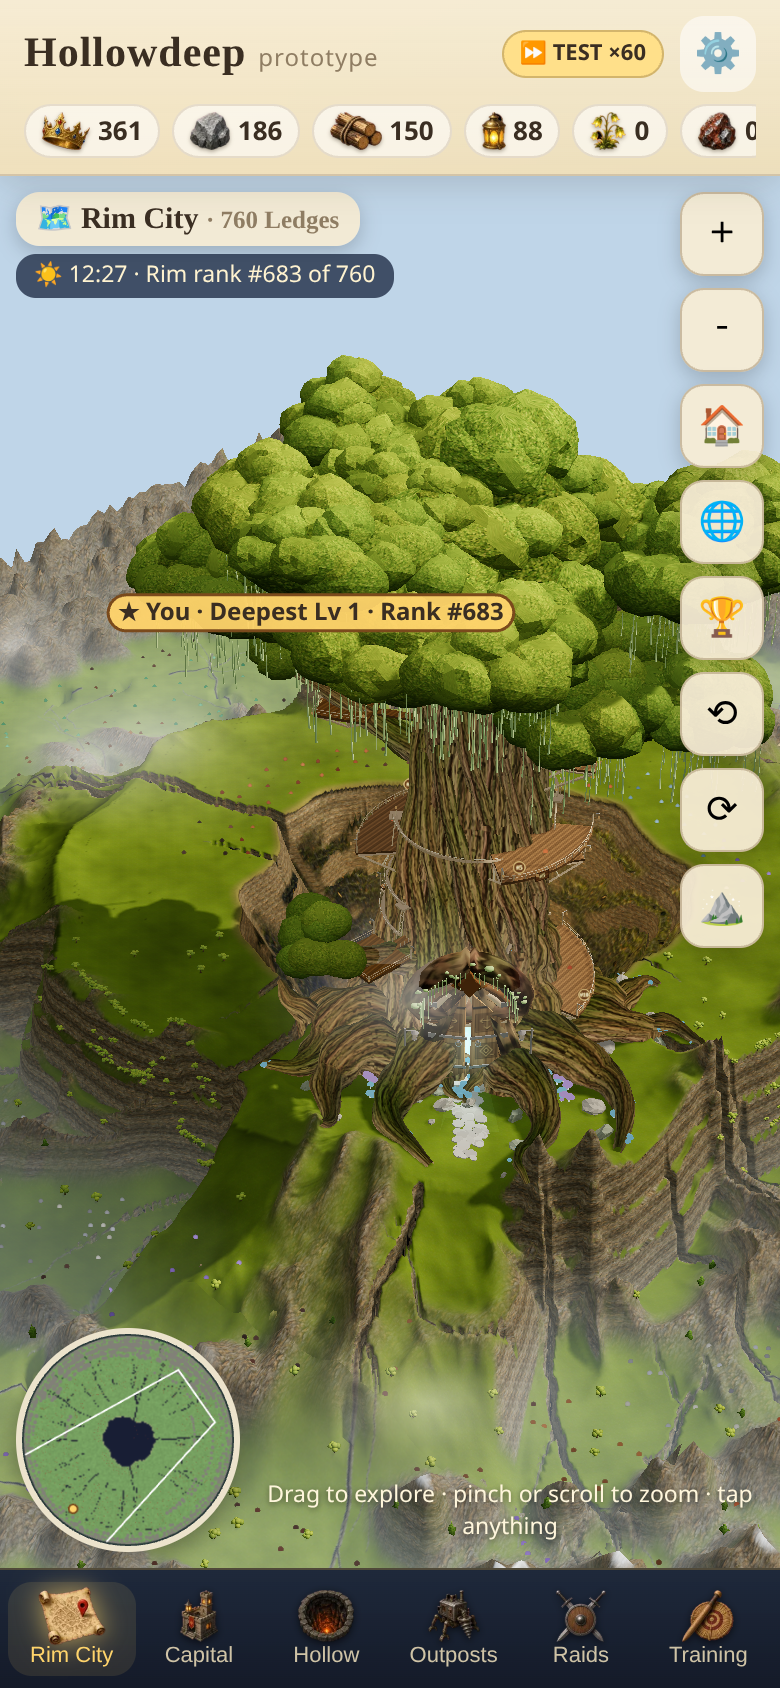 Hollowdeep prototype
⏩ TEST ×60
361
186
150
88
0
0
Rim City · 760 Ledges
12:27 · Rim rank #683 of 760
+
-
★ You · Deepest Lv 1 · Rank #683
Drag to explore · pinch or scroll to zoom · tap
anything
Rim City
Capital
Hollow
Outposts
Raids
Training